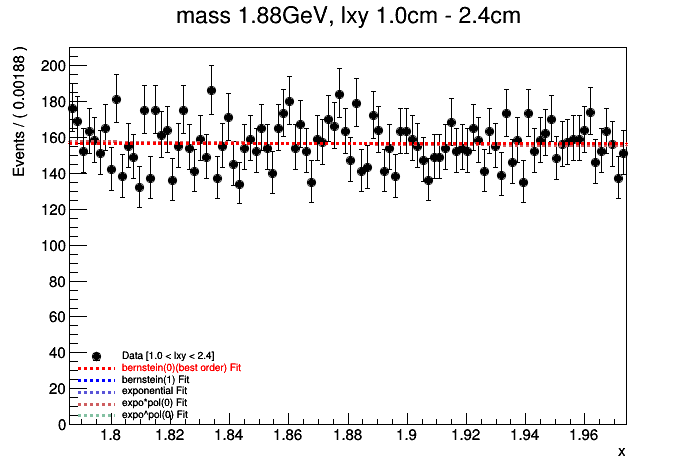 mass 1.88GeV, lxy 1.0cm - 2.4cm
Events / ( 0.00188 )
200
180
160
140
120
100
80
60
40
20
0
Data [1.0 < lxy < 2.4]
bernstein(0)(best order) Fit
bernstein(1) Fit
exponential Fit
expo*pol(0) Fit
expo^pol(0) Fit
1.8 1.82 1.84 1.86 1.88 1.9 1.92 1.94 1.96
x